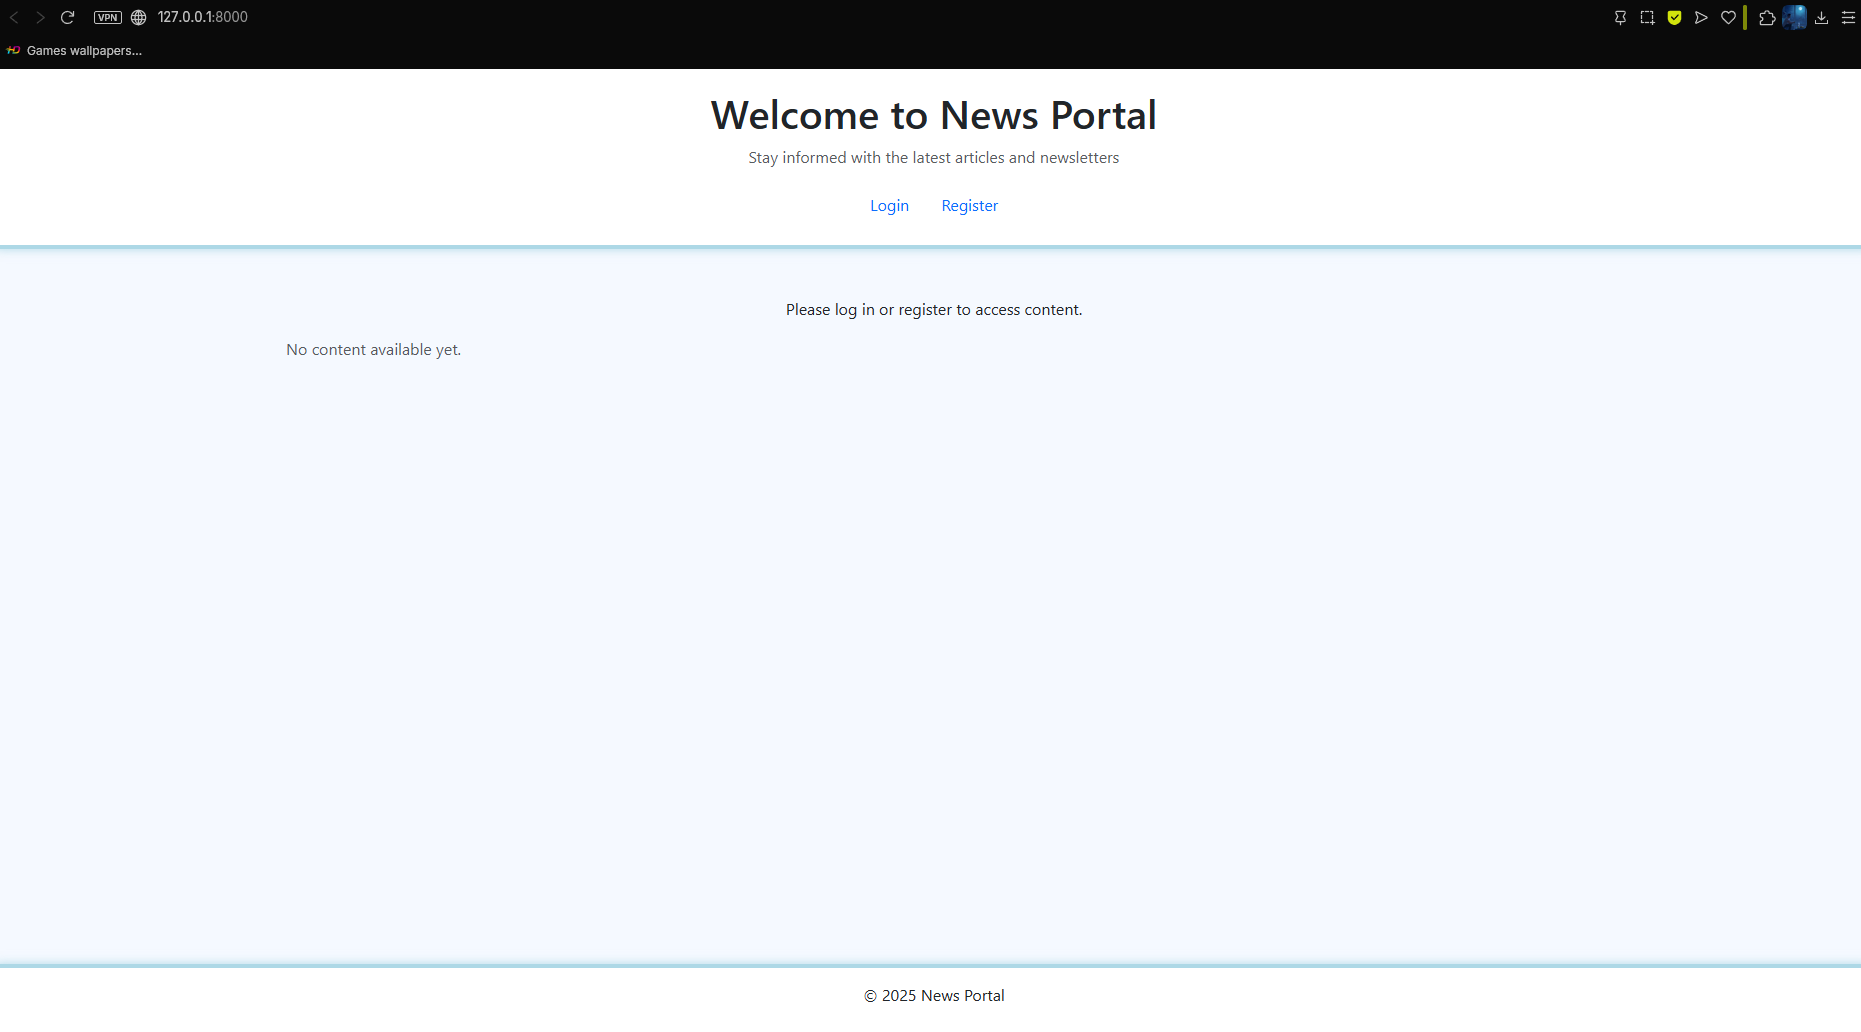 VPN
127.0.0.1:8000
HD Games wallpapers...
Welcome to News Portal
Stay informed with the latest articles and newsletters
Login Register
Please log in or register to access content.
No content available yet.
© 2025 News Portal